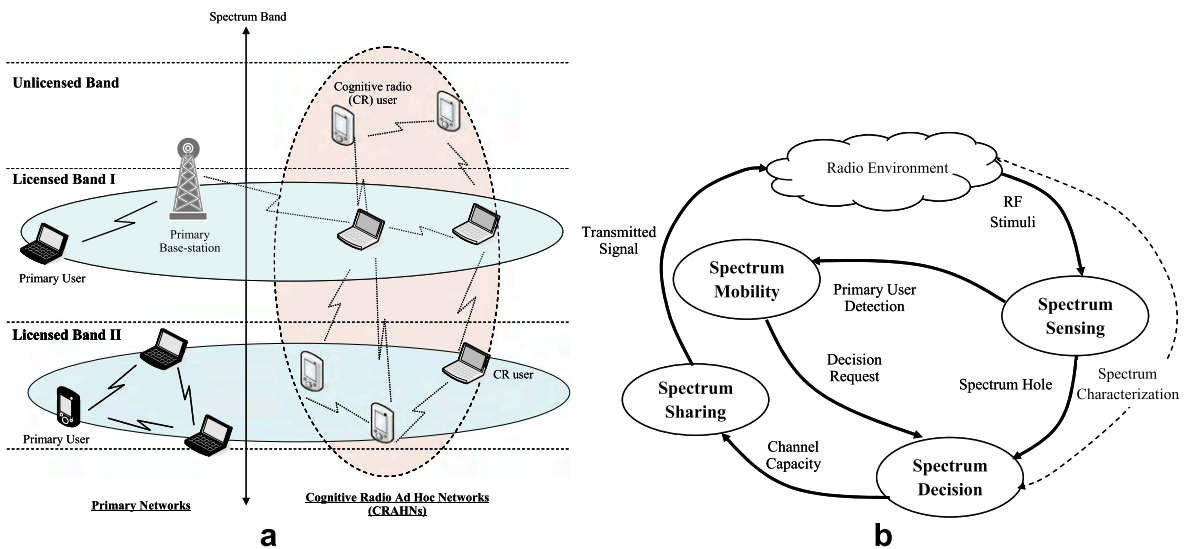 Spectrum Band
Unlicensed Band
Cognitive radio
(CR) user
Licensed Band I
Primary
Base-station
Primary User
Licensed Band II
CR user
Primary User
Primary Networks
Cognitive Radio Ad Hoc Networks
(CRAHNs)
a
Radio Environment
RF
Stimuli
Transmitted
Signal
Spectrum
Mobility
Primary User
Detection
Spectrum
Sensing
Decision
Request
Spectrum Hole
Spectrum
Characterization
Spectrum
Sharing
Channel
Capacity
Spectrum
Decision
b